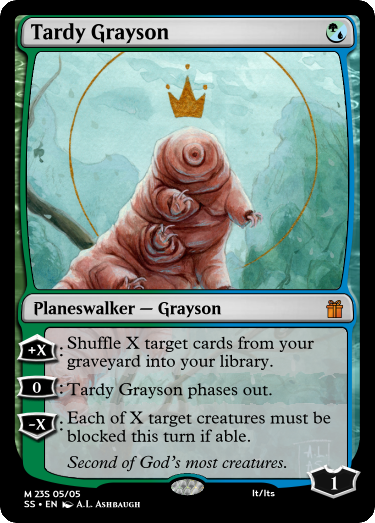 Tardy Grayson
Planeswalker — Grayson
+X: Shuffle X target cards from your
graveyard into your library.
0: Tardy Grayson phases out.
-X: Each of X target creatures must be
blocked this turn if able.
Second of God's most creatures.
1
M 23S 05/05
SS • EN A.L. Ashbaugh
It/Its